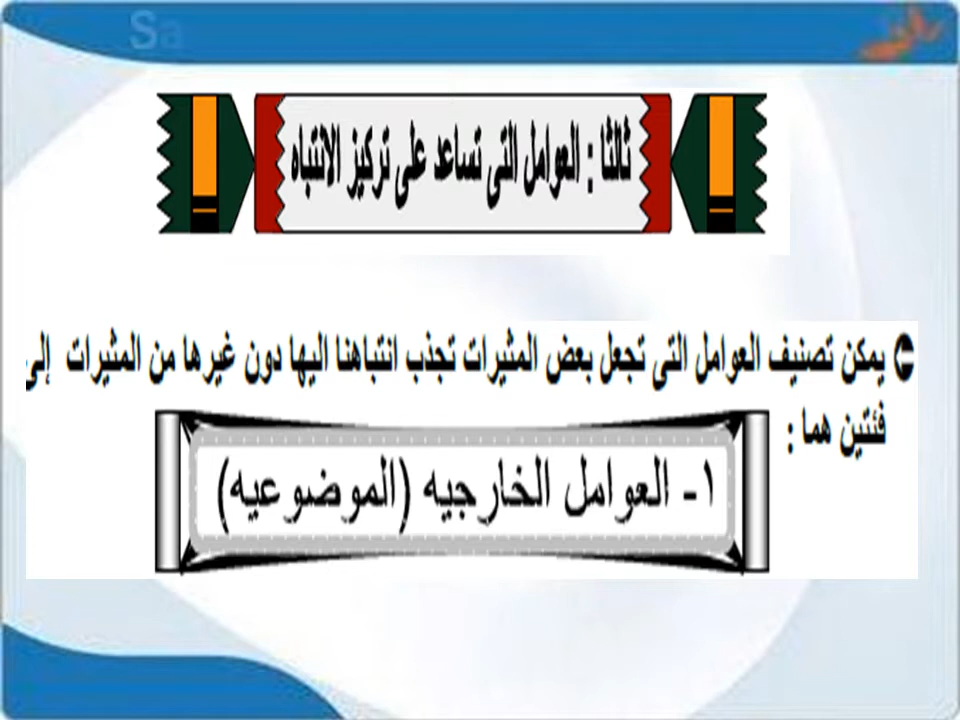 Sa
ثالثا : العوامل التى تساعد على تركيز الانتباه
يمكن تصنيف العوامل التى تجعل بعض المثيرات تجذب انتباهنا اليها دون غيرها من المثيرات إلى
فئتين هما :
١- العوامل الخارجيه (الموضوعيه)